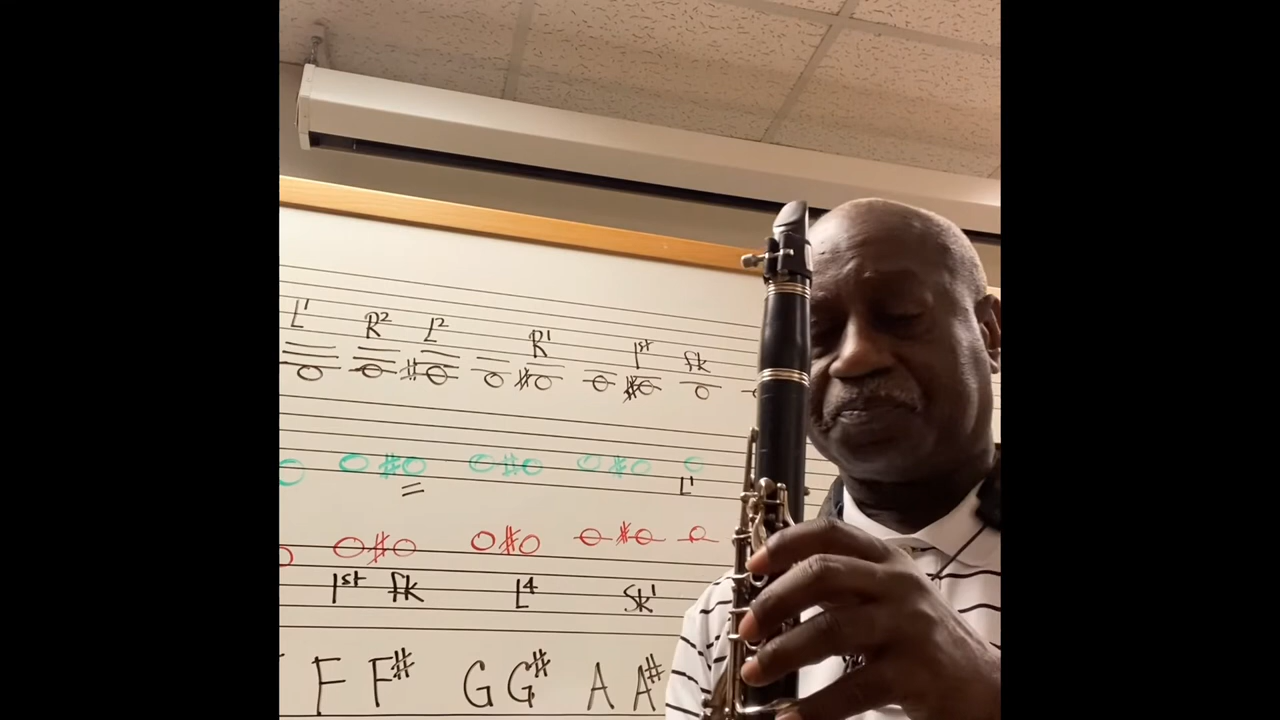 L¹ R² L² R¹ 1st fk
L¹
1st fk L⁴ Sk¹
F F# G G# A A#